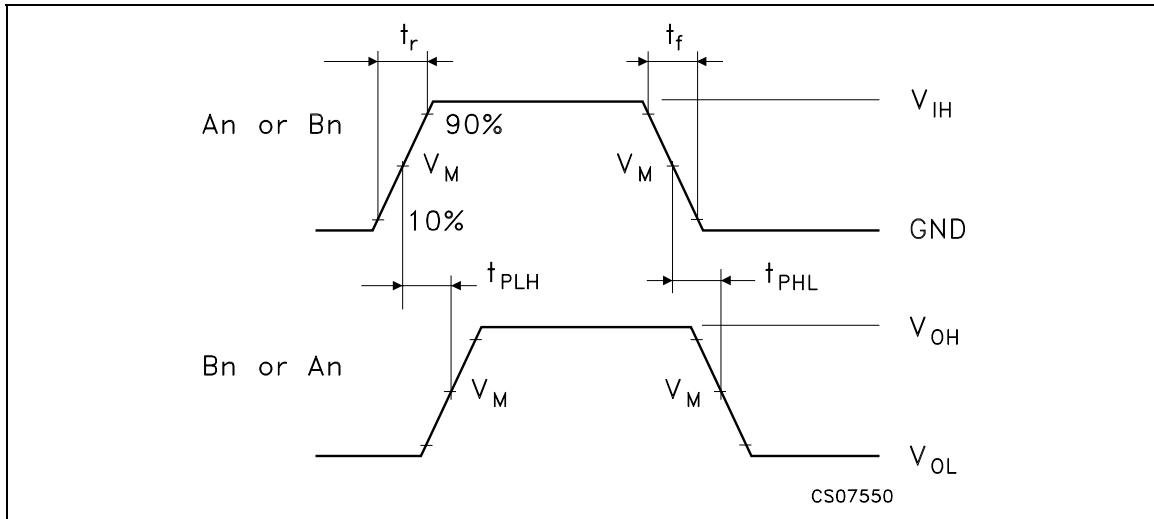 tr tf
VIH
An or Bn 90%
VM VM
10%
GND
tPLH tPHL
VOH
Bn or An
VM VM
VOL
CS07550